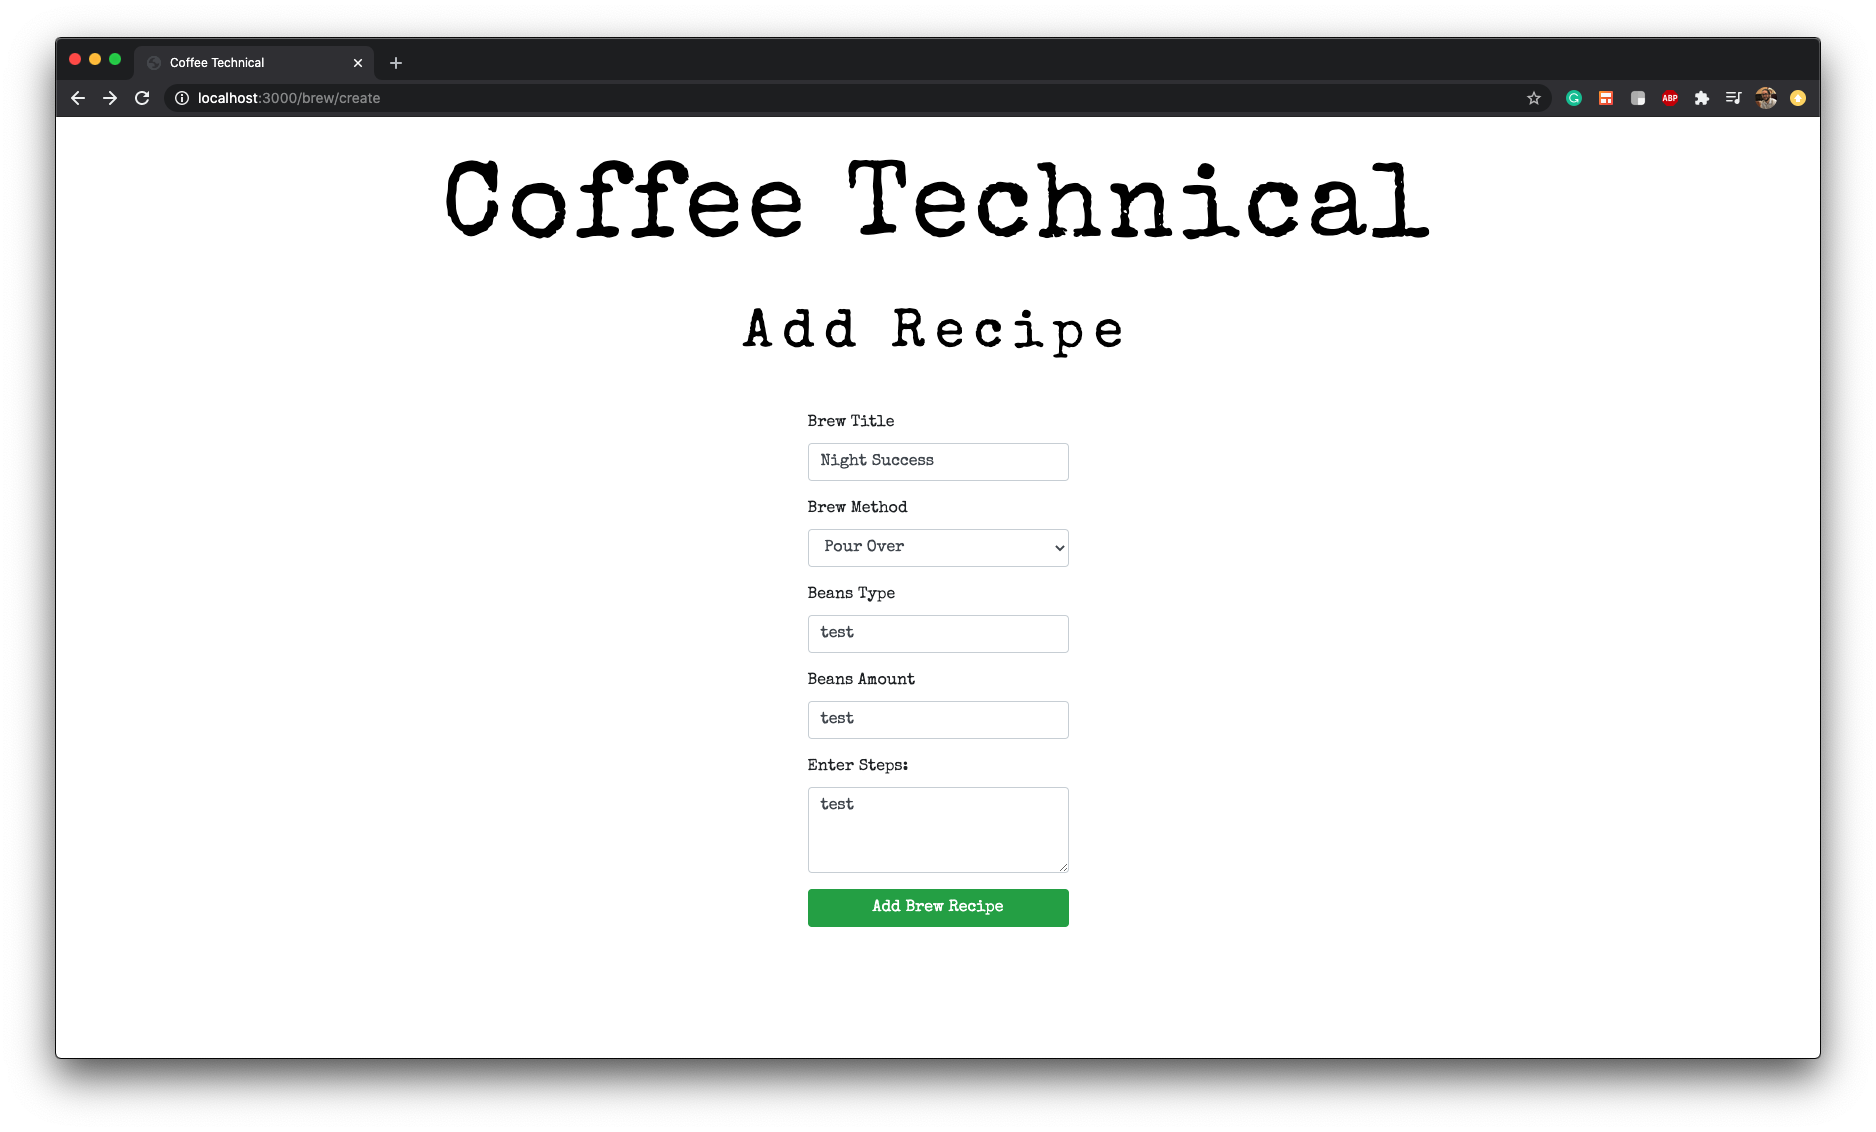 Coffee Technical
localhost:3000/brew/create
ABP
Coffee Technical
Add Recipe
Brew Title
Night Success
Brew Method
Pour Over
Beans Type
test
Beans Amount
test
Enter Steps:
test
Add Brew Recipe